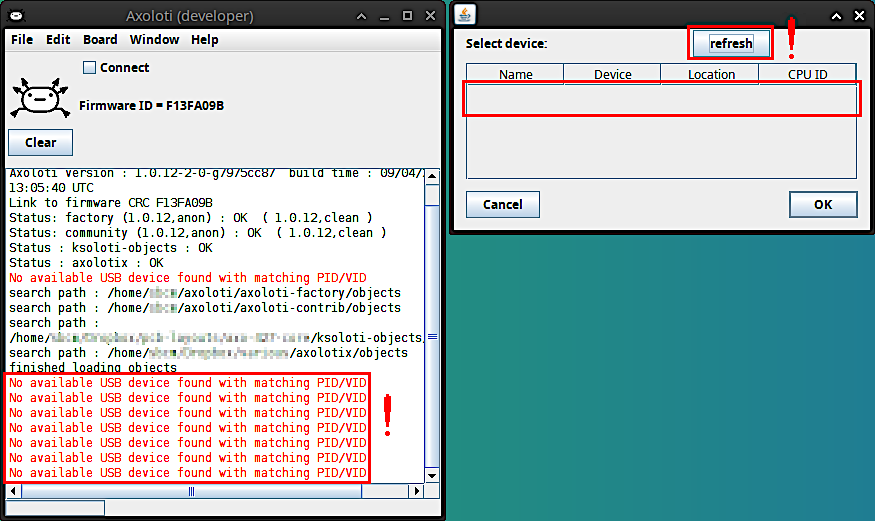 Axoloti (developer)
File Edit Board Window Help
Connect
Firmware ID = F13FA09B
Clear
Axoloti version : 1.0.12-2-0-g7975cc87 build time : 09/04/
13:05:40 UTC
Link to firmware CRC F13FA09B
Status: factory (1.0.12,anon) : OK ( 1.0.12,clean )
Status: community (1.0.12,anon) : OK ( 1.0.12,clean )
Status : ksoloti-objects : OK
Status : axolotix : OK
No available USB device found with matching PID/VID
search path : /home/ /axoloti/axoloti-factory/objects
search path : /home/ /axoloti/axoloti-contrib/objects
search path :
/home/ /ksoloti-objects
search path : /home/ /axolotix/objects
finished loading objects
No available USB device found with matching PID/VID
No available USB device found with matching PID/VID
No available USB device found with matching PID/VID
No available USB device found with matching PID/VID
No available USB device found with matching PID/VID
No available USB device found with matching PID/VID
No available USB device found with matching PID/VID
!
Select device:
refresh
!
Name Device Location CPU ID
Cancel
OK